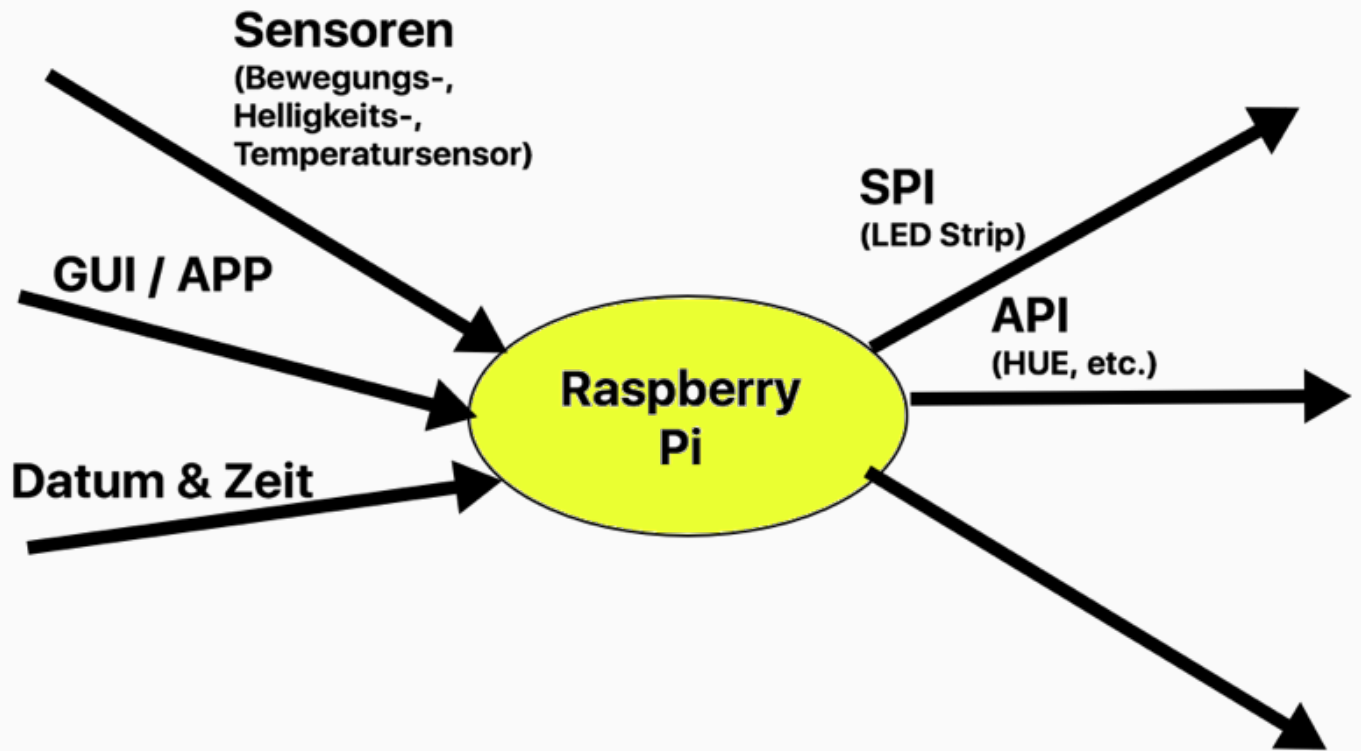 Sensoren
(Bewegungs-,
Helligkeits-,
Temperatursensor)
GUI / APP
Datum & Zeit
Raspberry
Pi
SPI
(LED Strip)
API
(HUE, etc.)